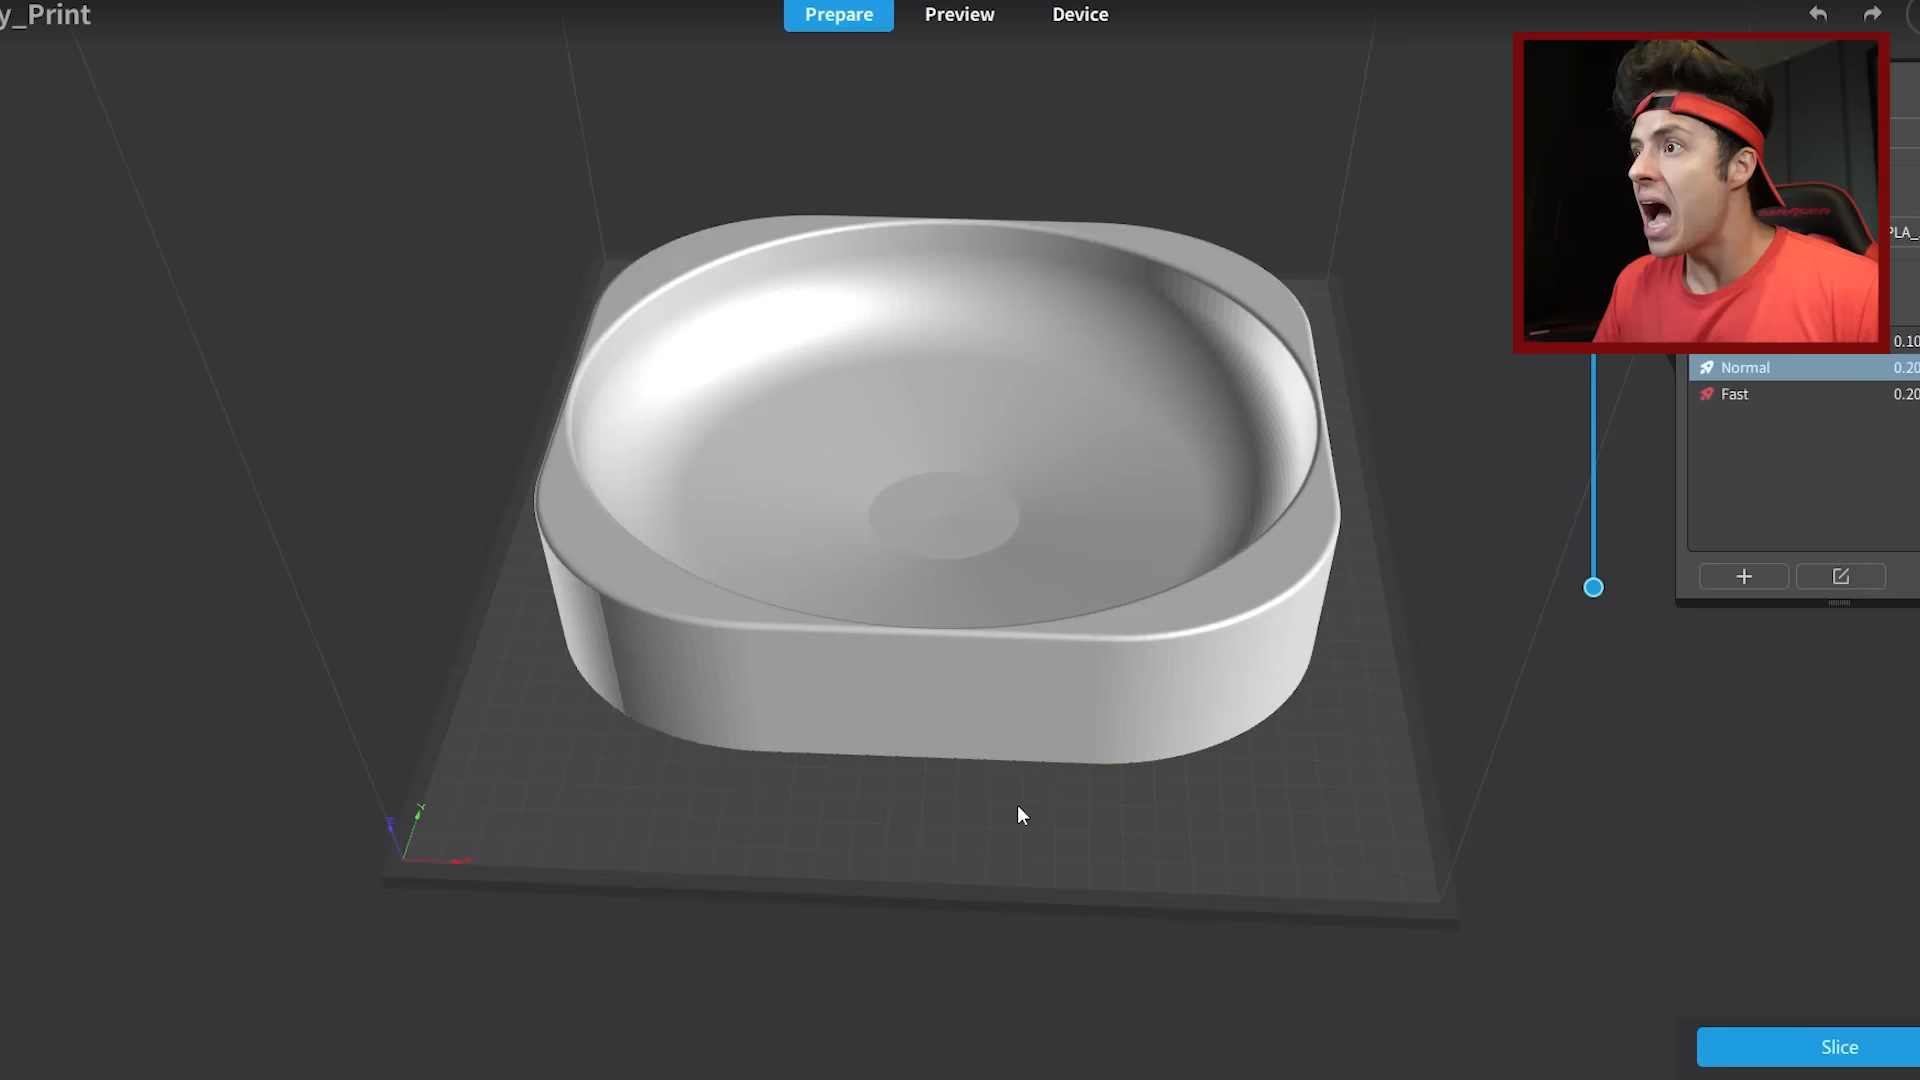 y_Print
Prepare
Preview
Device
PLA_
0.10
Normal 0.20
Fast 0.20
Slice